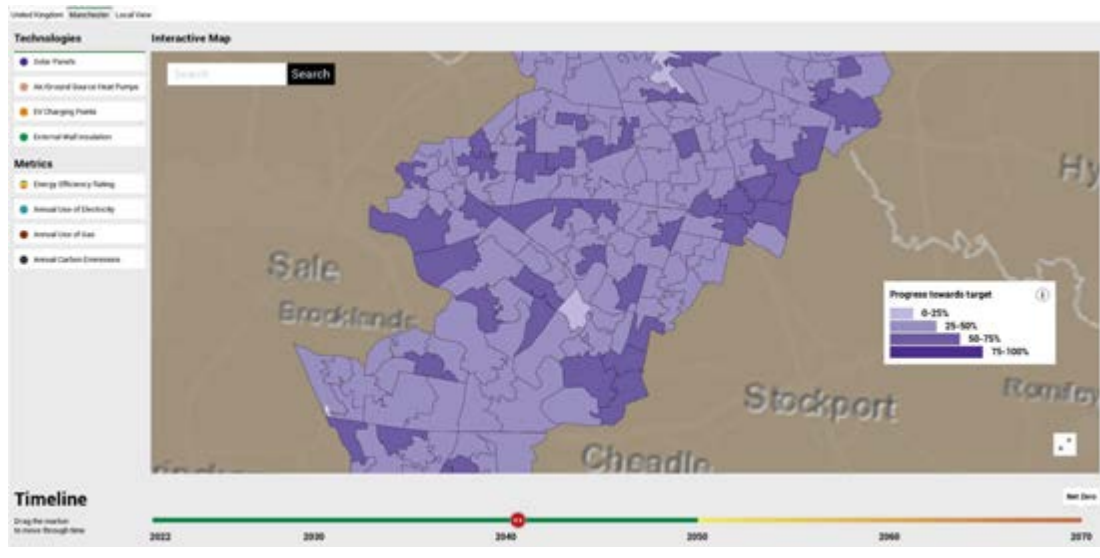 United Kingdom Manchester Local View
Technologies
Solar Panels
Air/Ground Source Heat Pumps
EV Charging Points
External Wall Insulation
Metrics
Energy Efficiency Rating
Annual Use of Electricity
Annual Use of Gas
Annual Carbon Emissions
Interactive Map
Search Search
Hy
Sale
Brooklands
Progress towards target
0-25%
25-50%
50-75%
75-100%
Stockport
Romiley
Cheadle
Timeline
Drag the marker
to move through time
Net Zero
2022 2030 2040 2050 2060 2070